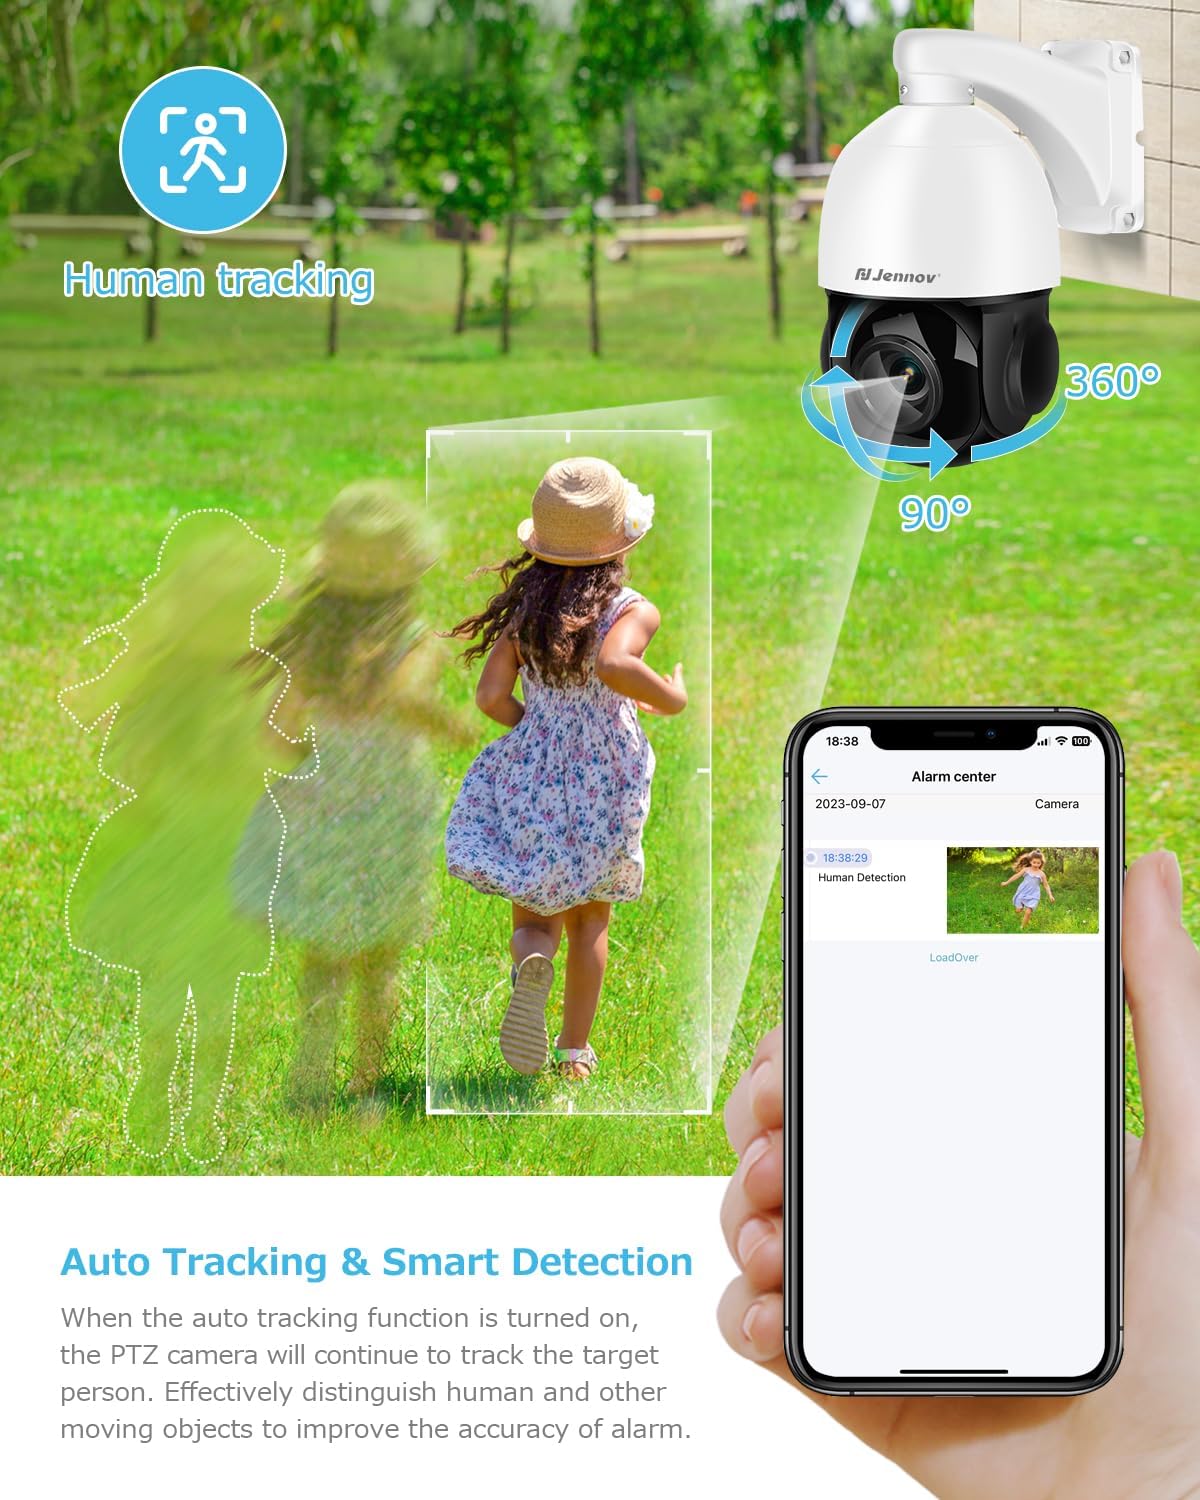 Human tracking
Jennov
360°
90°
18:38
100
Alarm center
2023-09-07 Camera
18:38:29
Human Detection
LoadOver
Auto Tracking & Smart Detection
When the auto tracking function is turned on,
the PTZ camera will continue to track the target
person. Effectively distinguish human and other
moving objects to improve the accuracy of alarm.